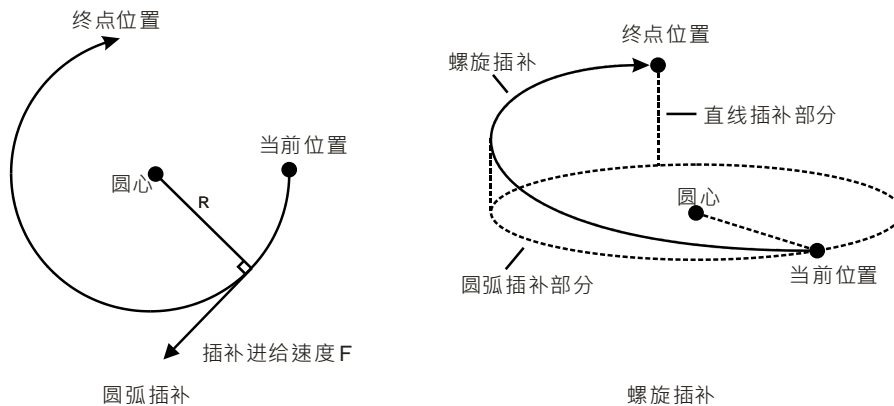 终点位置
当前位置
圆心
R
插补进给速度F
圆弧插补
终点位置
螺旋插补
直线插补部分
圆心
当前位置
圆弧插补部分
螺旋插补